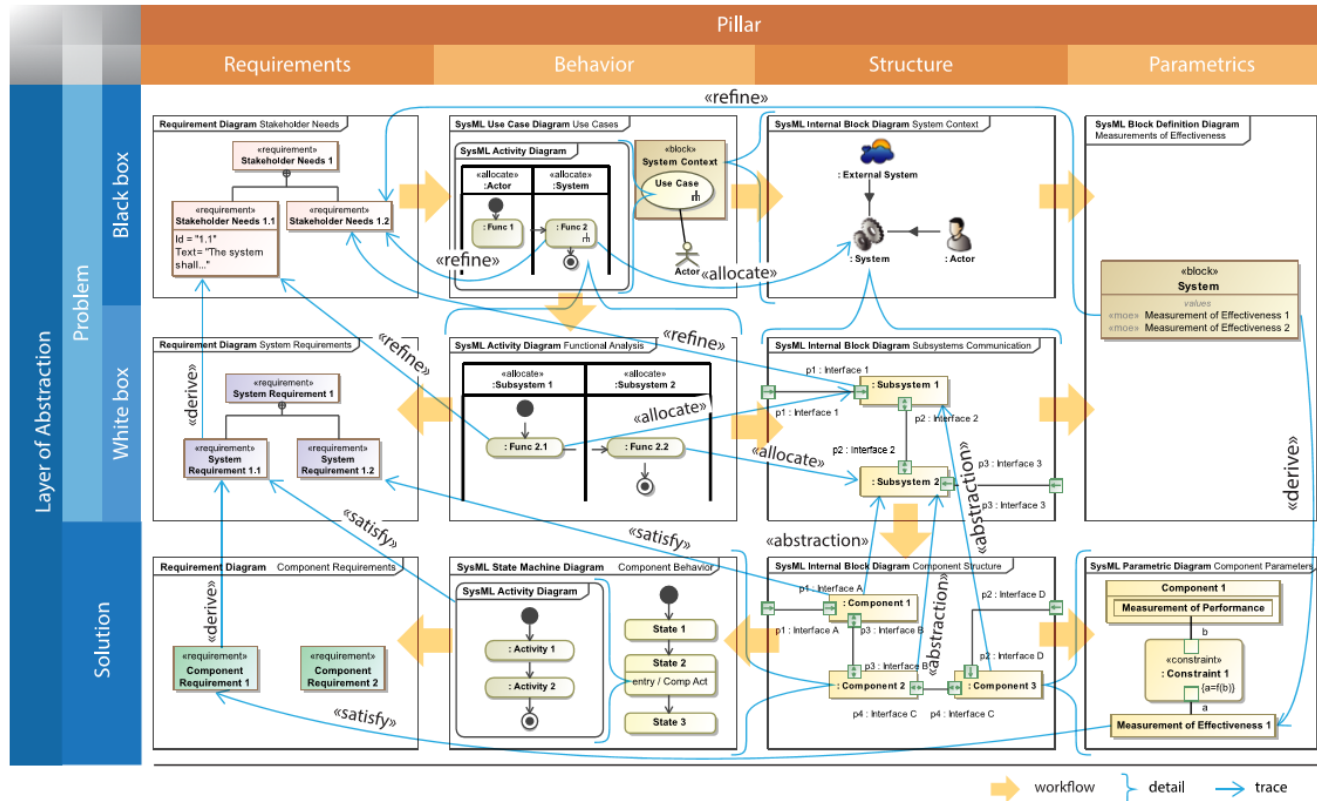 Pillar
Requirements
Behavior
Structure
Parametrics
Layer of Abstraction
Problem
Black box
White box
Solution
«refine»
Requirement Diagram Stakeholder Needs
«requirement»
Stakeholder Needs 1
«requirement»
Stakeholder Needs 1.1
Id = "1.1"
Text= "The system
shall..."
«requirement»
Stakeholder Needs 1.2
SysML Use Case Diagram Use Cases
SysML Activity Diagram
«allocate»
:Actor
«allocate»
:System
: Func 1
: Func 2
«block»
System Context
Use Case
Actor
«refine»
«allocate»
SysML Internal Block Diagram System Context
: External System
: System
: Actor
SysML Block Definition Diagram
Measurements of Effectiveness
«block»
System
values
«moe» Measurement of Effectiveness 1
«moe» Measurement of Effectiveness 2
Requirement Diagram System Requirements
«requirement»
System Requirement 1
«requirement»
System
Requirement 1.1
«requirement»
System
Requirement 1.2
«derive»
«refine»
«refine»
SysML Activity Diagram Functional Analysis
«allocate»
:Subsystem 1
«allocate»
:Subsystem 2
: Func 2.1
: Func 2.2
«allocate»
«allocate»
SysML Internal Block Diagram Subsystems Communication
p1 : Interface 1
: Subsystem 1
p1 : Interface 1
p2 : Interface 2
p2 : Interface 2
p3 : Interface 3
: Subsystem 2
p3 : Interface 3
«derive»
«satisfy»
«satisfy»
«abstraction»
«abstraction»
«abstraction»
Requirement Diagram Component Requirements
«derive»
«requirement»
Component
Requirement 1
«requirement»
Component
Requirement 2
«satisfy»
SysML State Machine Diagram Component Behavior
SysML Activity Diagram
: Activity 1
: Activity 2
State 1
State 2
entry / Comp Act
State 3
SysML Internal Block Diagram Component Structure
p1 : Interface A
: Component 1
p1 : Interface A
p3 : Interface B
p2 : Interface D
p3 : Interface B
p2 : Interface D
: Component 2
: Component 3
p4 : Interface C
p4 : Interface C
SysML Parametric Diagram Component Parameters
Component 1
Measurement of Performance
b
«constraint»
: Constraint 1
{a=f(b)}
a
Measurement of Effectiveness 1
workflow
detail
trace